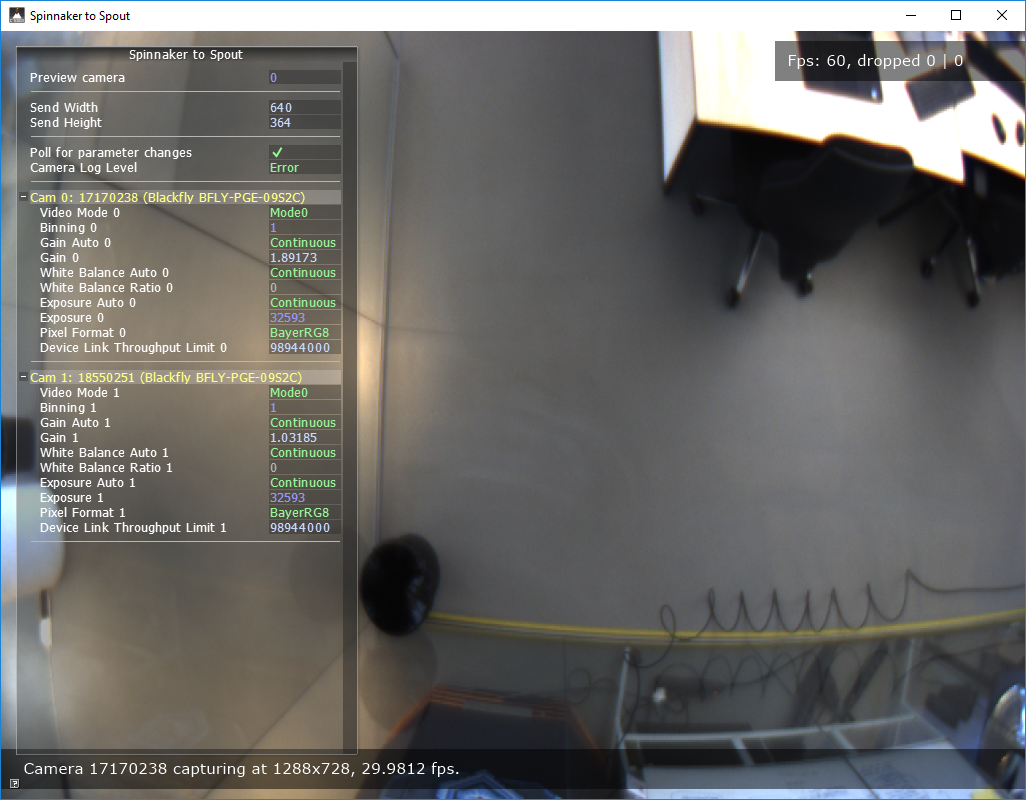 Spinnaker to Spout
Spinnaker to Spout
Fps: 60, dropped 0 | 0
Preview camera 0
Send Width 640
Send Height 364
Poll for parameter changes ✓
Camera Log Level Error
Cam 0: 17170238 (Blackfly BFLY-PGE-09S2C)
Video Mode 0 Mode0
Binning 0 1
Gain Auto 0 Continuous
Gain 0 1.89173
White Balance Auto 0 Continuous
White Balance Ratio 0 0
Exposure Auto 0 Continuous
Exposure 0 32593
Pixel Format 0 BayerRG8
Device Link Throughput Limit 0 98944000
Cam 1: 18550251 (Blackfly BFLY-PGE-09S2C)
Video Mode 1 Mode0
Binning 1 1
Gain Auto 1 Continuous
Gain 1 1.03185
White Balance Auto 1 Continuous
White Balance Ratio 1 0
Exposure Auto 1 Continuous
Exposure 1 32593
Pixel Format 1 BayerRG8
Device Link Throughput Limit 1 98944000
Camera 17170238 capturing at 1288x728, 29.9812 fps.
?